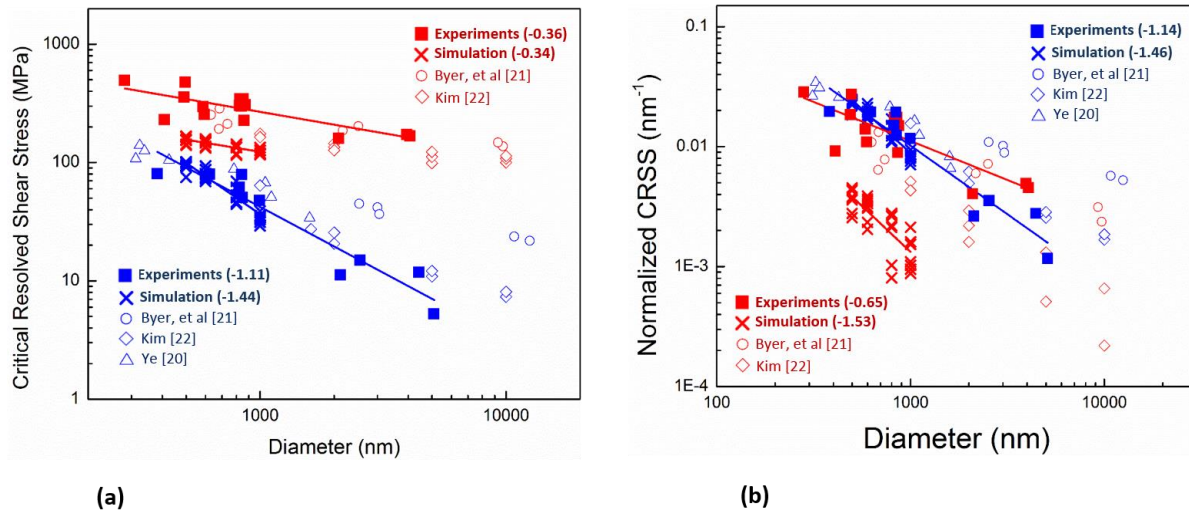 1000
100
10
1
Critical Resolved Shear Stress (MPa)
Experiments (-0.36)
Simulation (-0.34)
Byer, et al [21]
Kim [22]
Experiments (-1.11)
Simulation (-1.44)
Byer, et al [21]
Kim [22]
Ye [20]
1000
10000
Diameter (nm)
(a)
0.1
0.01
1E-3
1E-4
Normalized CRSS (nm⁻¹)
Experiments (-1.14)
Simulation (-1.46)
Byer, et al [21]
Kim [22]
Ye [20]
Experiments (-0.65)
Simulation (-1.53)
Byer, et al [21]
Kim [22]
100
1000
10000
Diameter (nm)
(b)